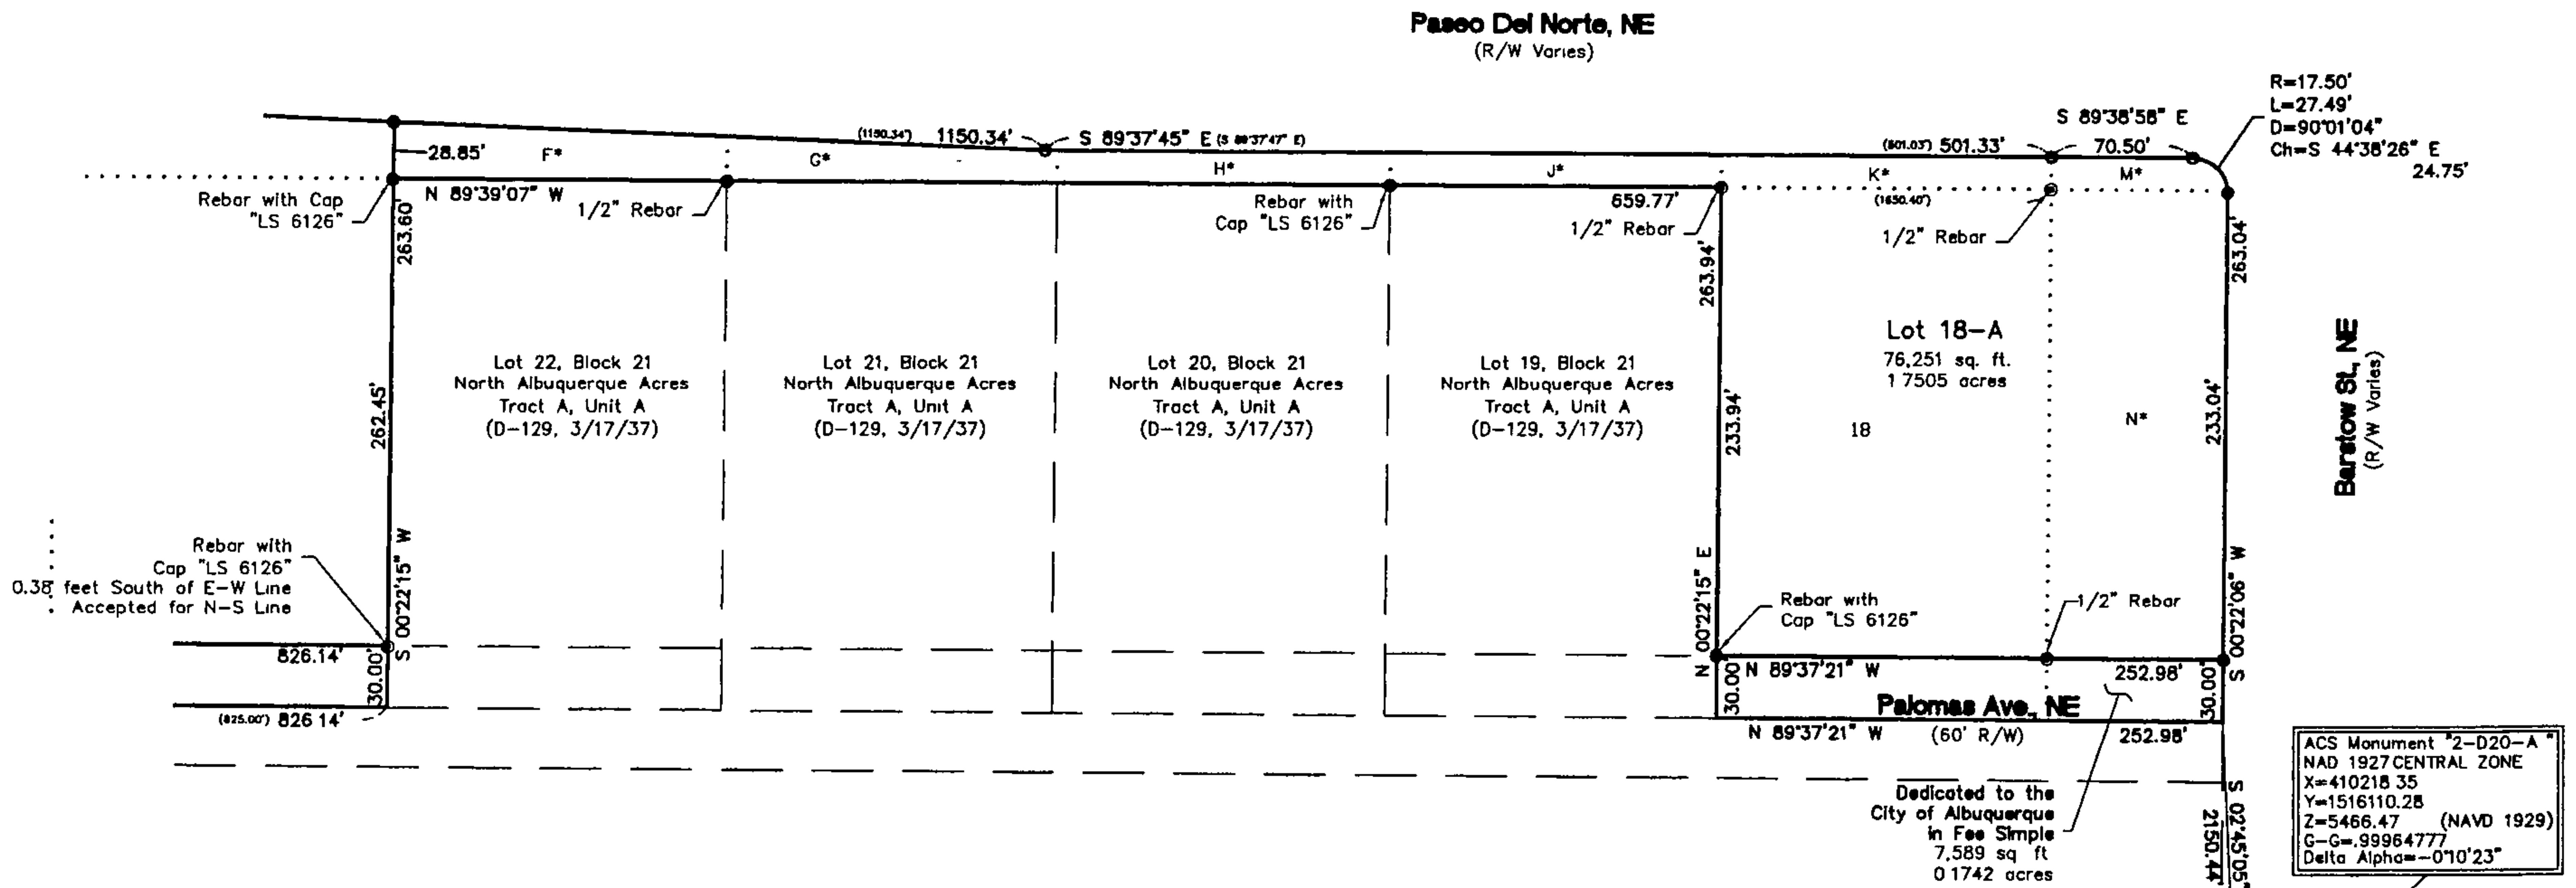 Paseo Del Norte, NE
(R/W Varies)
R=17.50'
L=27.49'
D=90°01'04"
Ch=S 44°38'26" E
24.75'
S 89°38'58" E
70.50'
(501.03') 501.33'
(1150.34') 1150.34'
S 89°37'45" E (S 89°37'47" E)
28.85'
F*
G*
H*
J*
K*
M*
Rebar with Cap
"LS 6126"
N 89°39'07" W
1/2" Rebar
Rebar with
Cap "LS 6126"
659.77'
1/2" Rebar
(1650.40')
1/2" Rebar
263.60'
263.94'
263.04'
Lot 22, Block 21
North Albuquerque Acres
Tract A, Unit A
(D-129, 3/17/37)
Lot 21, Block 21
North Albuquerque Acres
Tract A, Unit A
(D-129, 3/17/37)
Lot 20, Block 21
North Albuquerque Acres
Tract A, Unit A
(D-129, 3/17/37)
Lot 19, Block 21
North Albuquerque Acres
Tract A, Unit A
(D-129, 3/17/37)
Lot 18-A
76,251 sq. ft.
1 7505 acres
18
N*
262.45'
233.94'
233.04'
Barstow St., NE
(R/W Varies)
Rebar with
Cap "LS 6126"
0.38 feet South of E-W Line
Accepted for N-S Line
S 00°22'15" W
N 00°22'15" E
S 00°22'06" W
Rebar with
Cap "LS 6126"
1/2" Rebar
826.14'
30.00'
(825.00') 826 14'
N 89°37'21" W
252.98'
30.00'
30.00'
Palomas Ave., NE
(60' R/W)
N 89°37'21" W
252.98'
Dedicated to the
City of Albuquerque
in Fee Simple
7,589 sq ft
0 1742 acres
S 02°45'05"
2150.44'
ACS Monument "2-D20-A "
NAD 1927 CENTRAL ZONE
X=410218 35
Y=1516110.28
Z=5466.47 (NAVD 1929)
G-G=.99964777
Delta Alpha=-0°10'23"